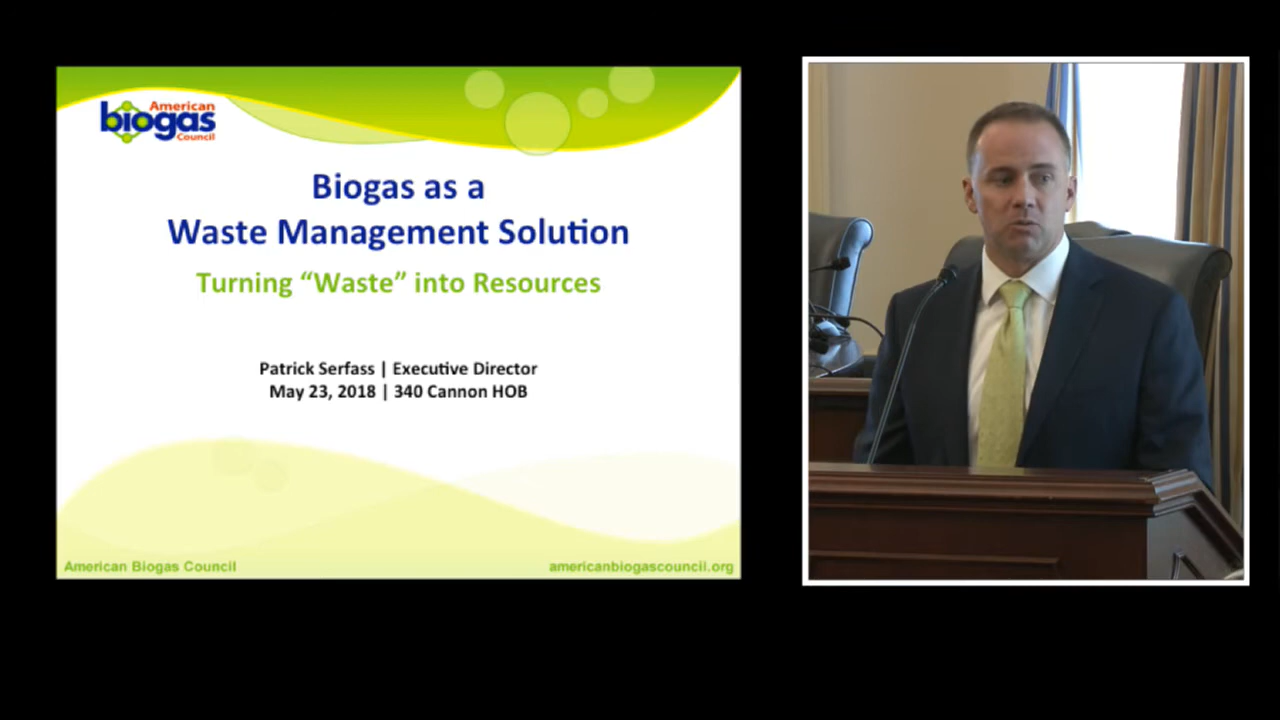 American
biogas
Council
Biogas as a
Waste Management Solution
Turning “Waste” into Resources
Patrick Serfass | Executive Director
May 23, 2018 | 340 Cannon HOB
American Biogas Council
americanbiogascouncil.org